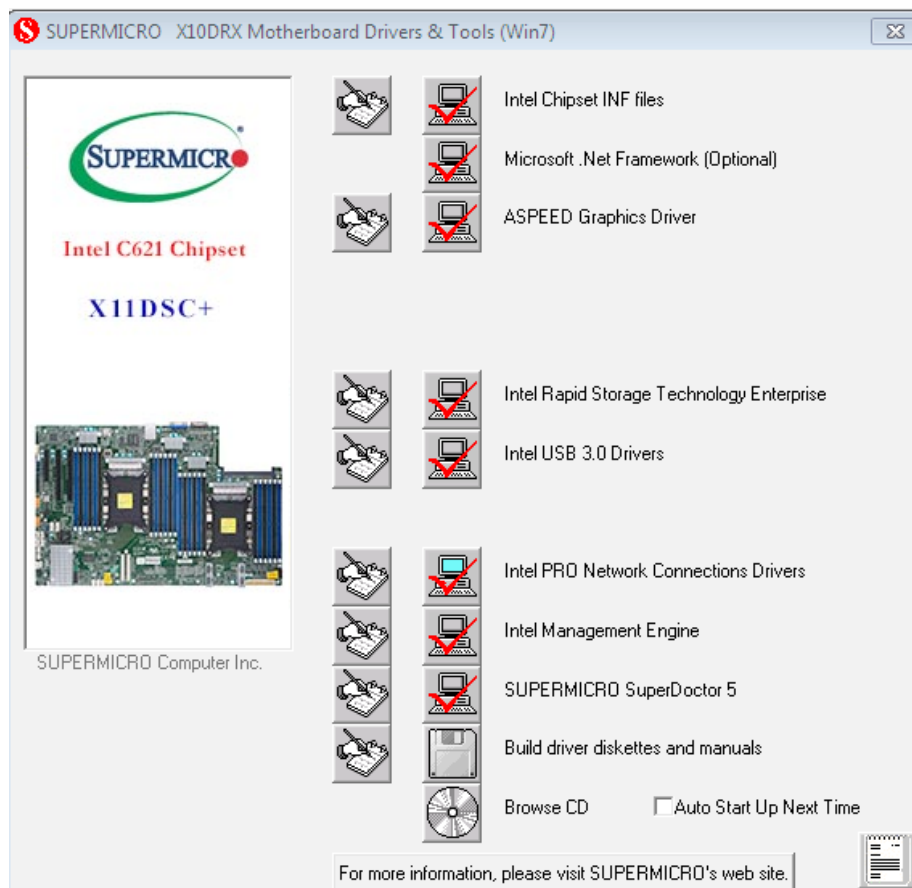 SUPERMICRO X10DRX Motherboard Drivers & Tools (Win7)
SUPERMICR
Intel C621 Chipset
X11DSC+
SUPERMICRO Computer Inc.
Intel Chipset INF files
Microsoft .Net Framework (Optional)
ASPEED Graphics Driver
Intel Rapid Storage Technology Enterprise
Intel USB 3.0 Drivers
Intel PRO Network Connections Drivers
Intel Management Engine
SUPERMICRO SuperDoctor 5
Build driver diskettes and manuals
Browse CD
Auto Start Up Next Time
For more information, please visit SUPERMICRO's web site.